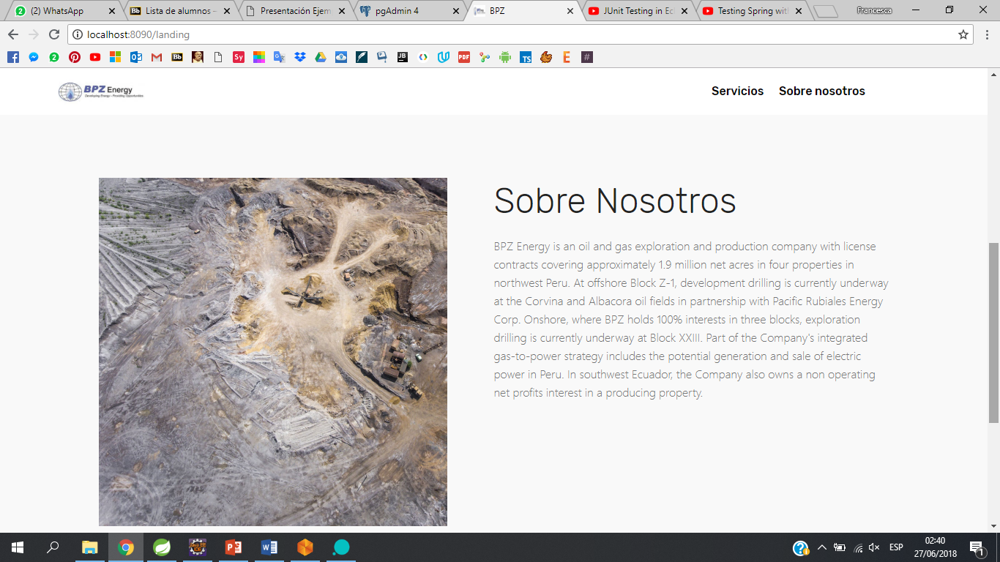 (2) WhatsApp
Lista de alumnos –
Presentación Ejem
pgAdmin 4
BPZ
JUnit Testing in Ec
Testing Spring wit
Francesca
localhost:8090/landing
BPZ Energy
Developing Energy - Providing Opportunities
Servicios
Sobre nosotros
Sobre Nosotros
BPZ Energy is an oil and gas exploration and production company with license
contracts covering approximately 1.9 million net acres in four properties in
northwest Peru. At offshore Block Z-1, development drilling is currently underway
at the Corvina and Albacora oil fields in partnership with Pacific Rubiales Energy
Corp. Onshore, where BPZ holds 100% interests in three blocks, exploration
drilling is currently underway at Block XXIII. Part of the Company's integrated
gas-to-power strategy includes the potential generation and sale of electric
power in Peru. In southwest Ecuador, the Company also owns a non operating
net profits interest in a producing property.
ESP
02:40
27/06/2018
1